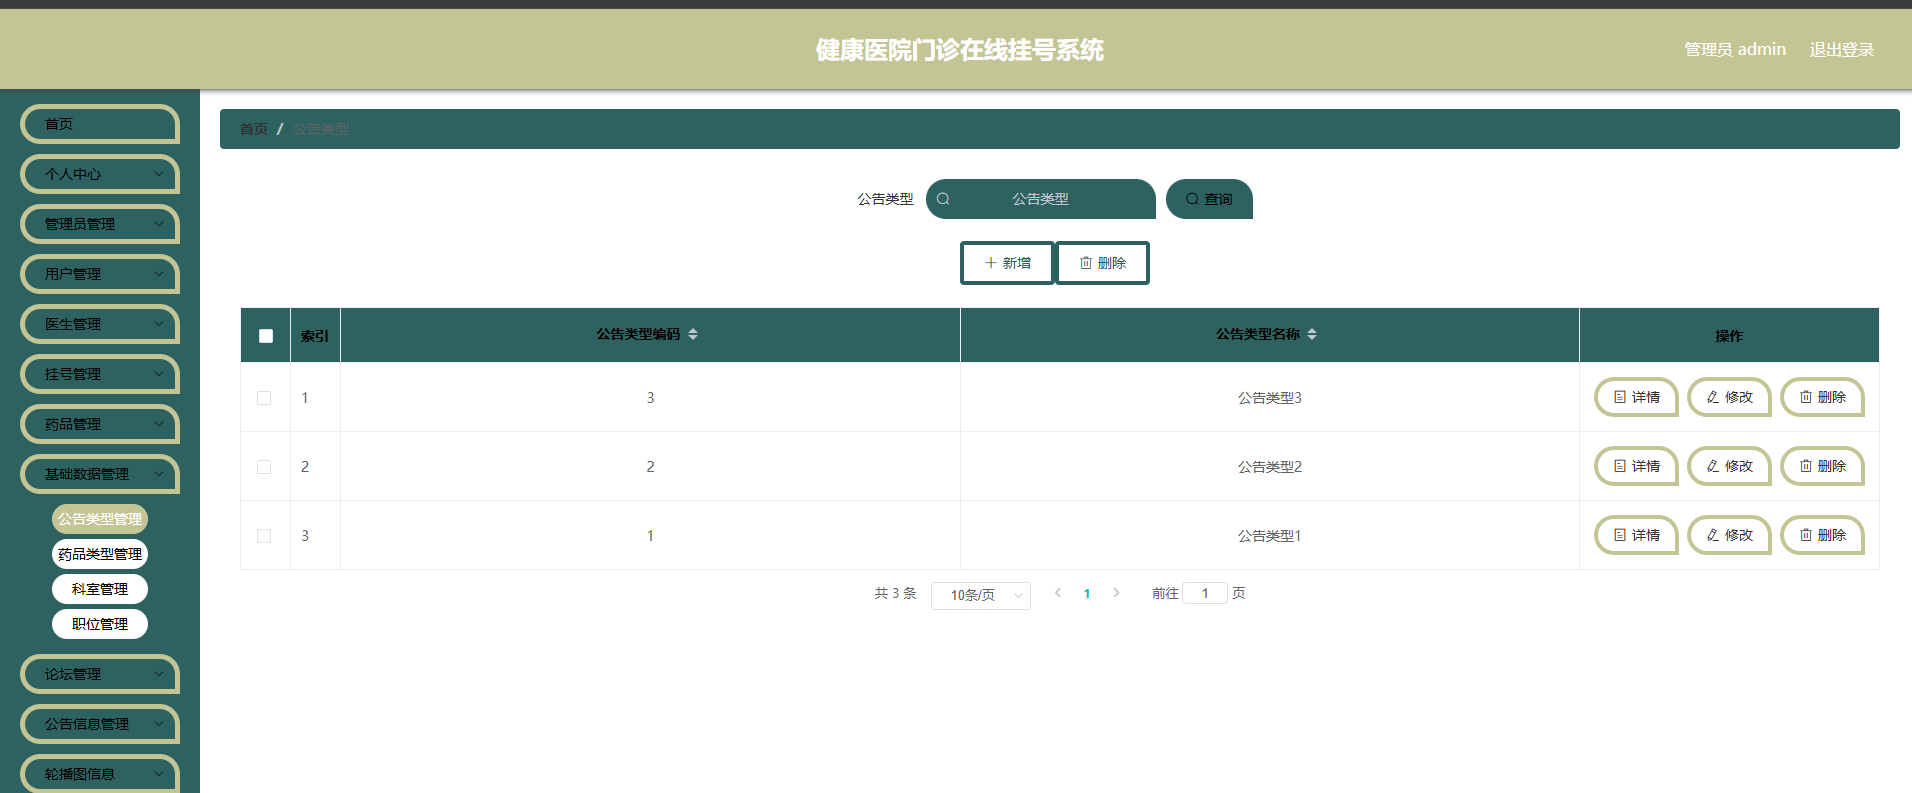 健康医院门诊在线挂号系统
管理员 admin 退出登录
首页
个人中心
管理员管理
用户管理
医生管理
挂号管理
药品管理
基础数据管理
公告类型管理
药品类型管理
科室管理
职位管理
论坛管理
公告信息管理
轮播图信息
首页 / 公告类型
公告类型 公告类型 查询
新增 删除
索引 公告类型编码 公告类型名称 操作
1 3 公告类型3 详情 修改 删除
2 2 公告类型2 详情 修改 删除
3 1 公告类型1 详情 修改 删除
共 3 条 10条/页 1 前往 1 页